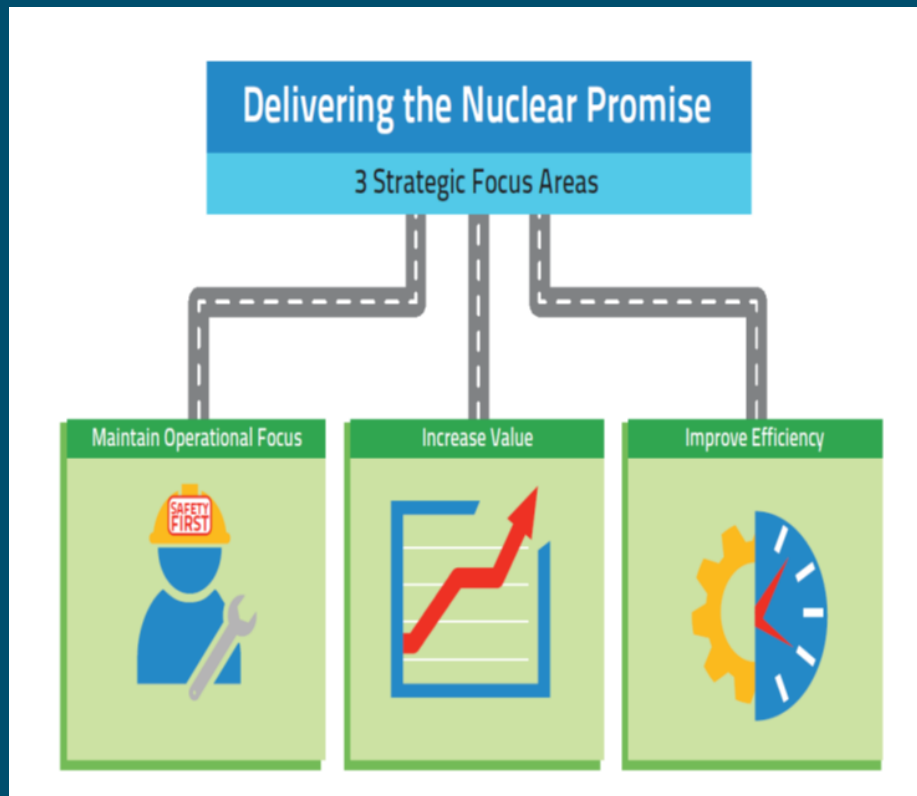 Delivering the Nuclear Promise
3 Strategic Focus Areas
Maintain Operational Focus
Increase Value
Improve Efficiency
SAFETY
FIRST